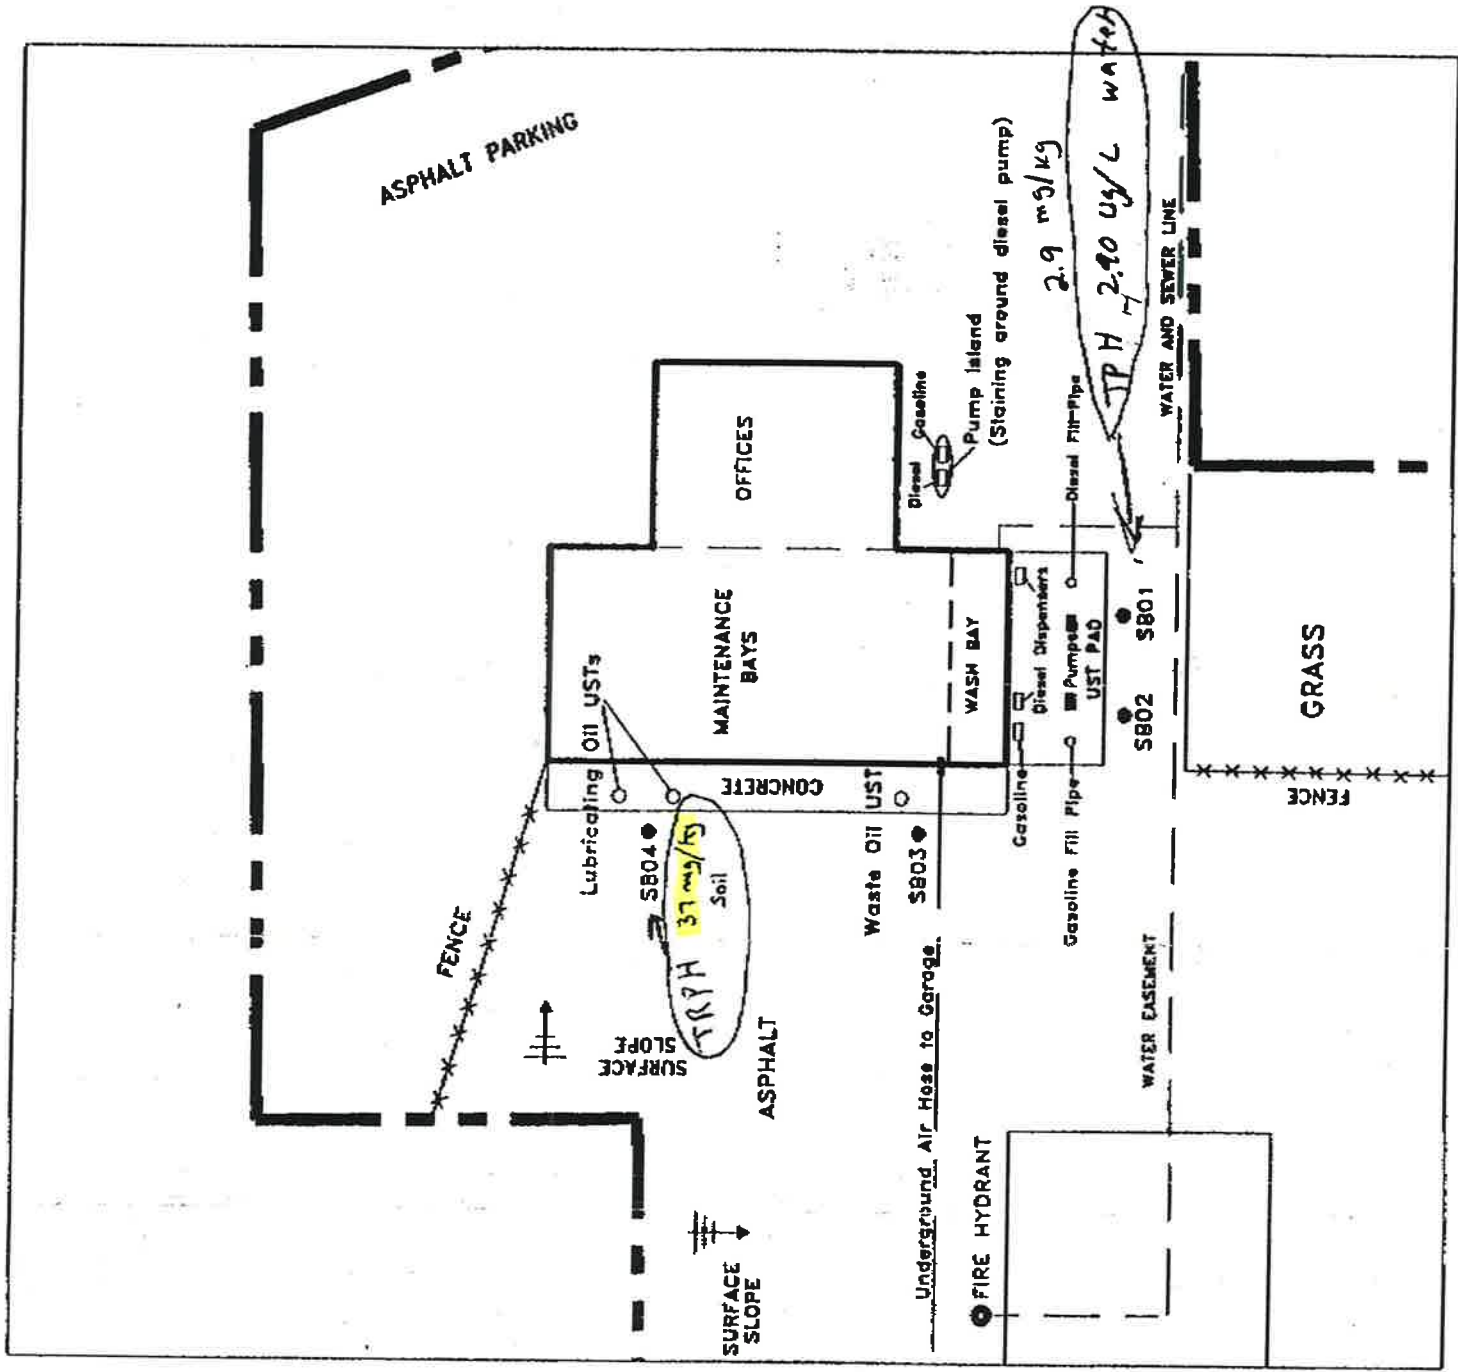 ASPHALT PARKING
OFFICES
MAINTENANCE
BAYS
WASH BAY
Lubricating Oil USTs
CONCRETE
FENCE
SB04
TRPH 37 mg/kg
Soil
Waste Oil UST
SB03
SURFACE
SLOPE
ASPHALT
SURFACE
SLOPE
Underground Air Hose to Garage
FIRE HYDRANT
Diesel
Gasoline
Pump Island
(Staining around diesel pump)
2.9 mg/kg
TPH 290 ug/L water
Diesel Dispensers
Gasoline
Pumps
UST PAD
Diesel Fill-Pipe
Gasoline Fill Pipe
SB02
SB01
WATER AND SEWER LINE
WATER EASEMENT
GRASS
FENCE